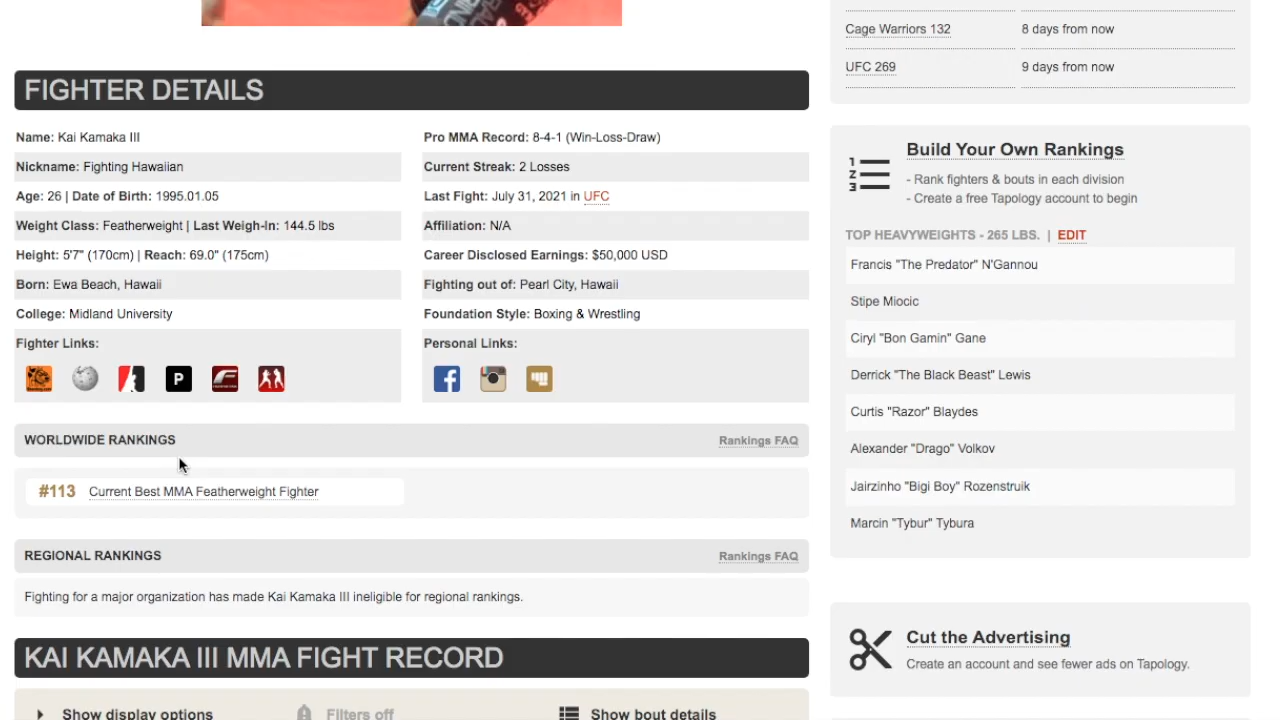 FIGHTER DETAILS
Name: Kai Kamaka III
Nickname: Fighting Hawaiian
Age: 26 | Date of Birth: 1995.01.05
Weight Class: Featherweight | Last Weigh-In: 144.5 lbs
Height: 5'7" (170cm) | Reach: 69.0" (175cm)
Born: Ewa Beach, Hawaii
College: Midland University
Fighter Links:
P
Pro MMA Record: 8-4-1 (Win-Loss-Draw)
Current Streak: 2 Losses
Last Fight: July 31, 2021 in UFC
Affiliation: N/A
Career Disclosed Earnings: $50,000 USD
Fighting out of: Pearl City, Hawaii
Foundation Style: Boxing & Wrestling
Personal Links:
WORLDWIDE RANKINGS
Rankings FAQ
#113 Current Best MMA Featherweight Fighter
REGIONAL RANKINGS
Rankings FAQ
Fighting for a major organization has made Kai Kamaka III ineligible for regional rankings.
KAI KAMAKA III MMA FIGHT RECORD
Show display options
Filters off
Show bout details
Cage Warriors 132 8 days from now
UFC 269 9 days from now
1
2
3
Build Your Own Rankings
- Rank fighters & bouts in each division
- Create a free Tapology account to begin
TOP HEAVYWEIGHTS - 265 LBS. | EDIT
Francis "The Predator" N'Gannou
Stipe Miocic
Ciryl "Bon Gamin" Gane
Derrick "The Black Beast" Lewis
Curtis "Razor" Blaydes
Alexander "Drago" Volkov
Jairzinho "Bigi Boy" Rozenstruik
Marcin "Tybur" Tybura
Cut the Advertising
Create an account and see fewer ads on Tapology.